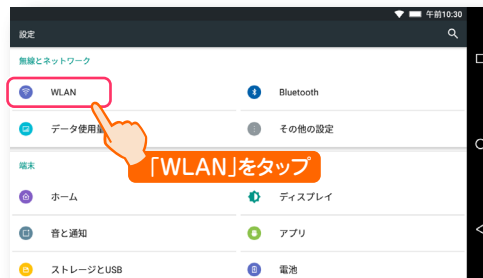 午前10:30
設定
無線とネットワーク
WLAN
Bluetooth
データ使用量
その他の設定
「WLAN」をタップ
端末
ホーム
ディスプレイ
音と通知
アプリ
ストレージとUSB
電池